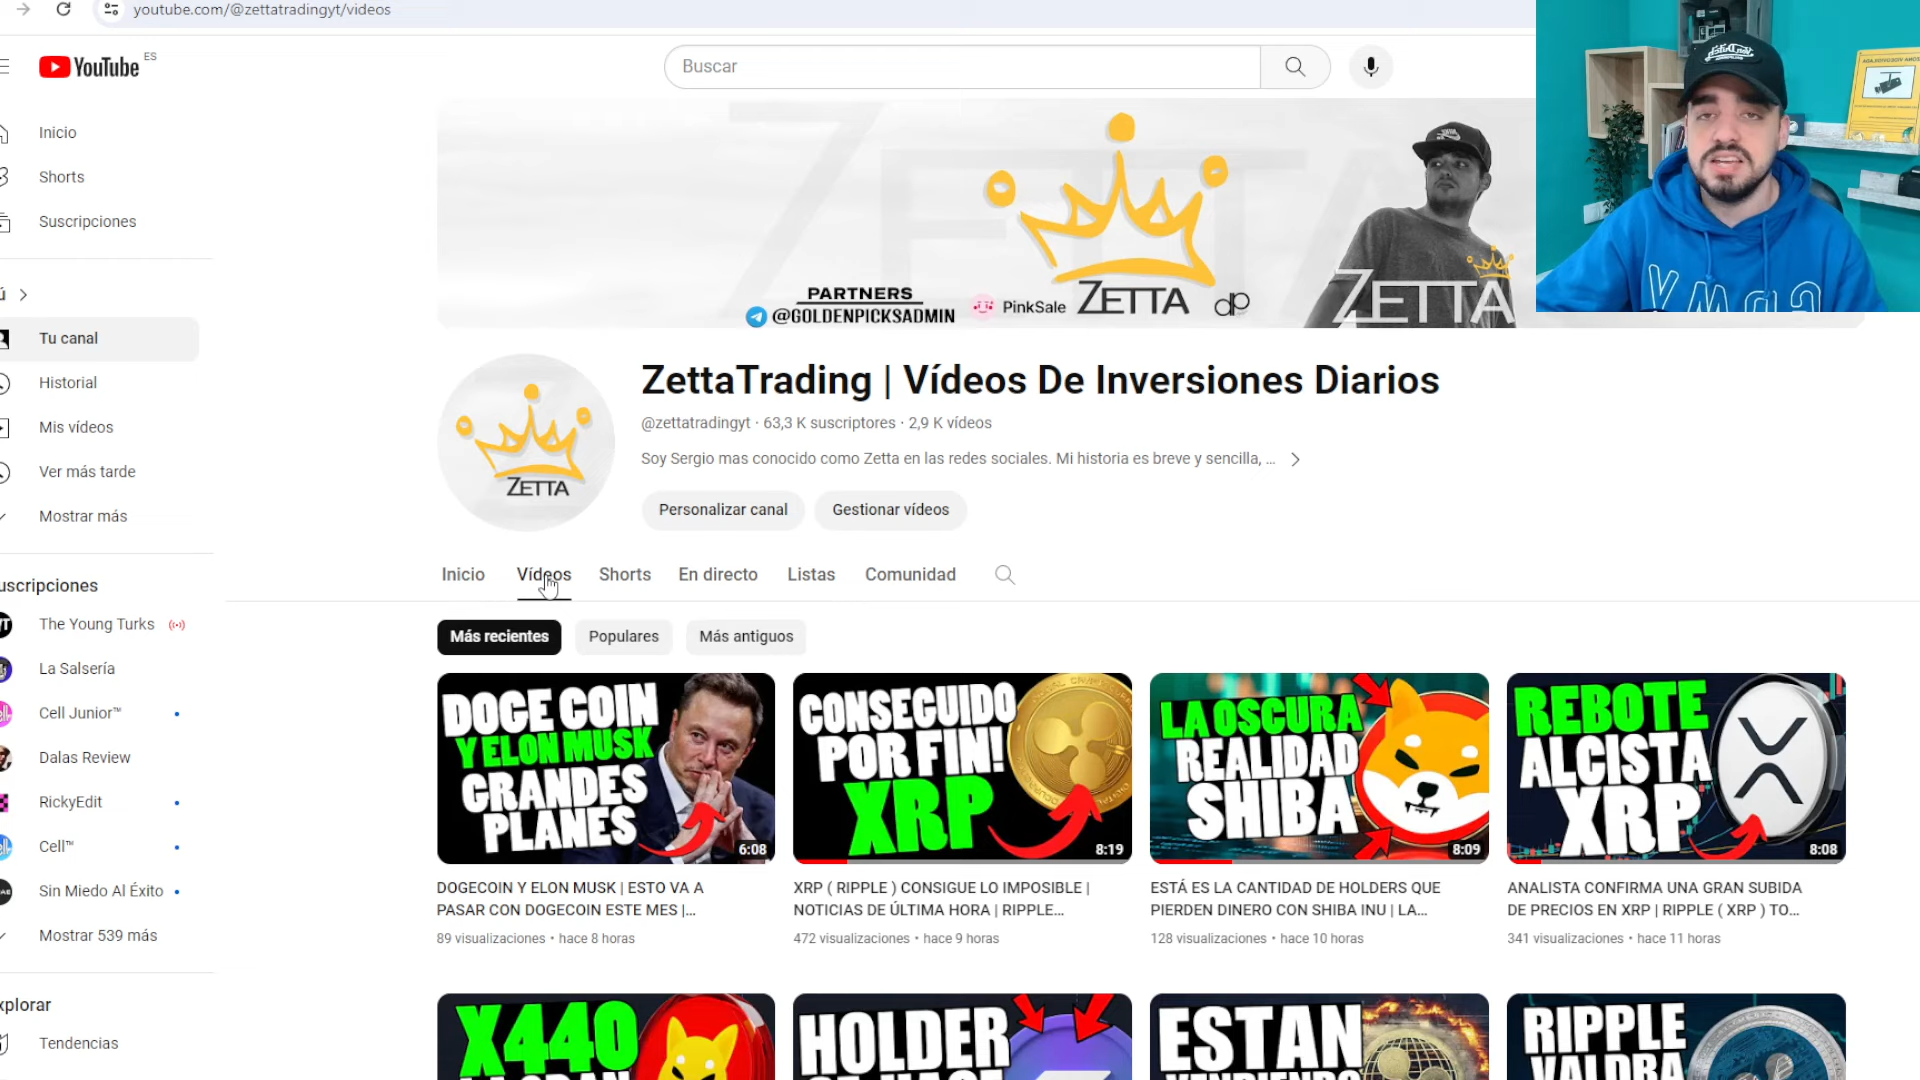 youtube.com/@zettatradingyt/videos
YouTube ES
Buscar
Inicio
Shorts
Suscripciones
Tu canal
Historial
Mis vídeos
Ver más tarde
Mostrar más
The Young Turks
La Salsería
Cell Junior™
Dalas Review
RickyEdit
Cell™
Sin Miedo Al Éxito
Mostrar 539 más
Tendencias
PARTNERS
@GOLDENPICKSADMIN
PinkSale
ZETTA
dp
ZETTA
ZETTA
ZettaTrading | Vídeos De Inversiones Diarios
@zettatradingyt · 63,3 K suscriptores · 2,9 K vídeos
Soy Sergio mas conocido como Zetta en las redes sociales. Mi historia es breve y sencilla, ...
Personalizar canal
Gestionar vídeos
Inicio
Vídeos
Shorts
En directo
Listas
Comunidad
Más recientes
Populares
Más antiguos
DOGE COIN
Y ELON MUSK
GRANDES
PLANES
6:08
DOGECOIN Y ELON MUSK | ESTO VA A
PASAR CON DOGECOIN ESTE MES |...
89 visualizaciones • hace 8 horas
CONSEGUIDO
POR FIN!
XRP
8:19
XRP ( RIPPLE ) CONSIGUE LO IMPOSIBLE |
NOTICIAS DE ÚLTIMA HORA | RIPPLE...
472 visualizaciones • hace 9 horas
LA OSCURA
REALIDAD
SHIBA
8:09
ESTÁ ES LA CANTIDAD DE HOLDERS QUE
PIERDEN DINERO CON SHIBA INU | LA...
128 visualizaciones • hace 10 horas
REBOTE
ALCISTA
XRP
8:08
ANALISTA CONFIRMA UNA GRAN SUBIDA
DE PRECIOS EN XRP | RIPPLE ( XRP ) TO...
341 visualizaciones • hace 11 horas
X440
HOLDER
ESTAN
RIPPLE
VALDRA